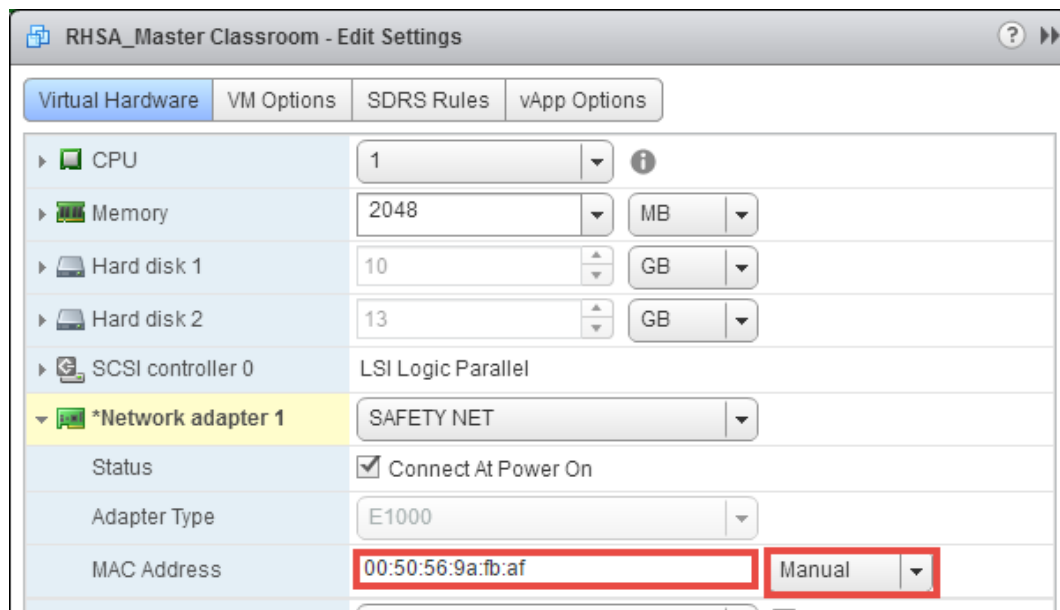 RHSA_Master Classroom - Edit Settings ?
Virtual Hardware VM Options SDRS Rules vApp Options
CPU 1
Memory 2048 MB
Hard disk 1 10 GB
Hard disk 2 13 GB
SCSI controller 0 LSI Logic Parallel
*Network adapter 1 SAFETY NET
Status Connect At Power On
Adapter Type E1000
MAC Address 00:50:56:9a:fb:af Manual